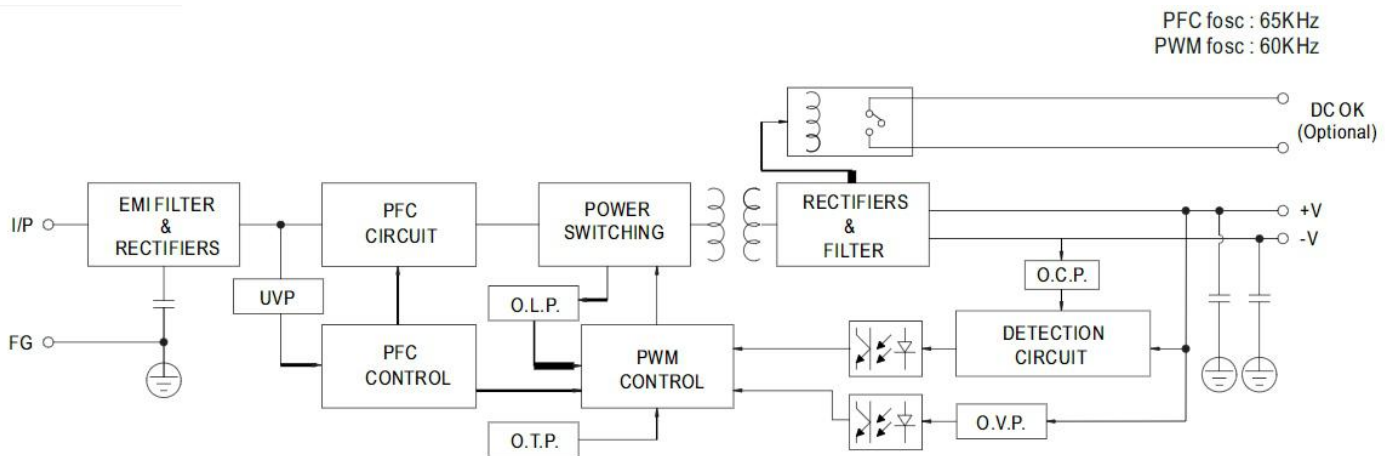 PFC fosc : 65KHz
PWM fosc : 60KHz
DC OK
(Optional)
I/P
EMI FILTER
&
RECTIFIERS
PFC
CIRCUIT
POWER
SWITCHING
RECTIFIERS
&
FILTER
+V
-V
UVP
O.L.P.
O.C.P.
FG
PFC
CONTROL
PWM
CONTROL
DETECTION
CIRCUIT
O.T.P.
O.V.P.